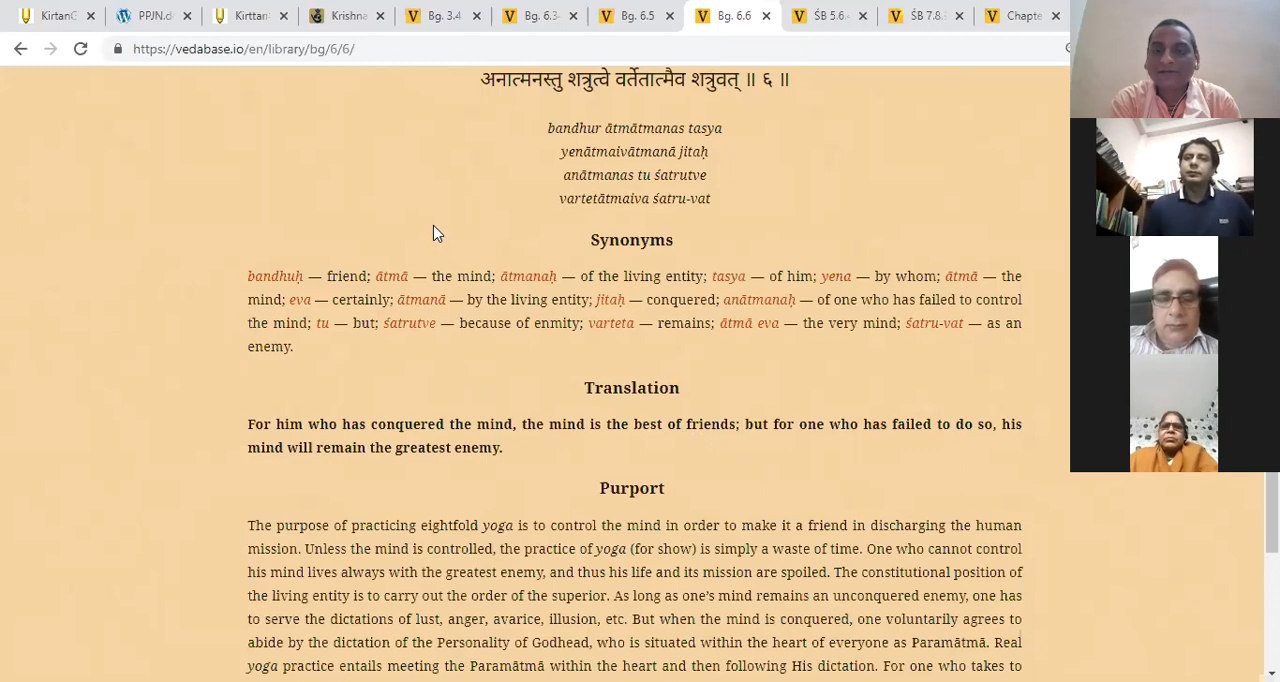 KirtanG
PPJN.d
Kirttan
Krishna
Bg. 3.4
Bg. 6.3
Bg. 6.5
Bg. 6.6
ŚB 5.6.
ŚB 7.8.
Chapte
https://vedabase.io/en/library/bg/6/6/
अनात्मनस्तु शत्रुत्वे वर्तेतात्मैव शत्रुवत् ॥ ६ ॥
bandhur ātmātmanas tasya
yenātmaivātmanā jitaḥ
anātmanas tu śatrutve
vartetātmaiva śatru-vat
Synonyms
bandhuḥ — friend; ātmā — the mind; ātmanaḥ — of the living entity; tasya — of him; yena — by whom; ātmā — the
mind; eva — certainly; ātmanā — by the living entity; jitaḥ — conquered; anātmanaḥ — of one who has failed to control
the mind; tu — but; śatrutve — because of enmity; varteta — remains; ātmā eva — the very mind; śatru-vat — as an
enemy.
Translation
For him who has conquered the mind, the mind is the best of friends; but for one who has failed to do so, his
mind will remain the greatest enemy.
Purport
The purpose of practicing eightfold yoga is to control the mind in order to make it a friend in discharging the human
mission. Unless the mind is controlled, the practice of yoga (for show) is simply a waste of time. One who cannot control
his mind lives always with the greatest enemy, and thus his life and its mission are spoiled. The constitutional position of
the living entity is to carry out the order of the superior. As long as one’s mind remains an unconquered enemy, one has
to serve the dictations of lust, anger, avarice, illusion, etc. But when the mind is conquered, one voluntarily agrees to
abide by the dictation of the Personality of Godhead, who is situated within the heart of everyone as Paramātmā. Real
yoga practice entails meeting the Paramātmā within the heart and then following His dictation. For one who takes to